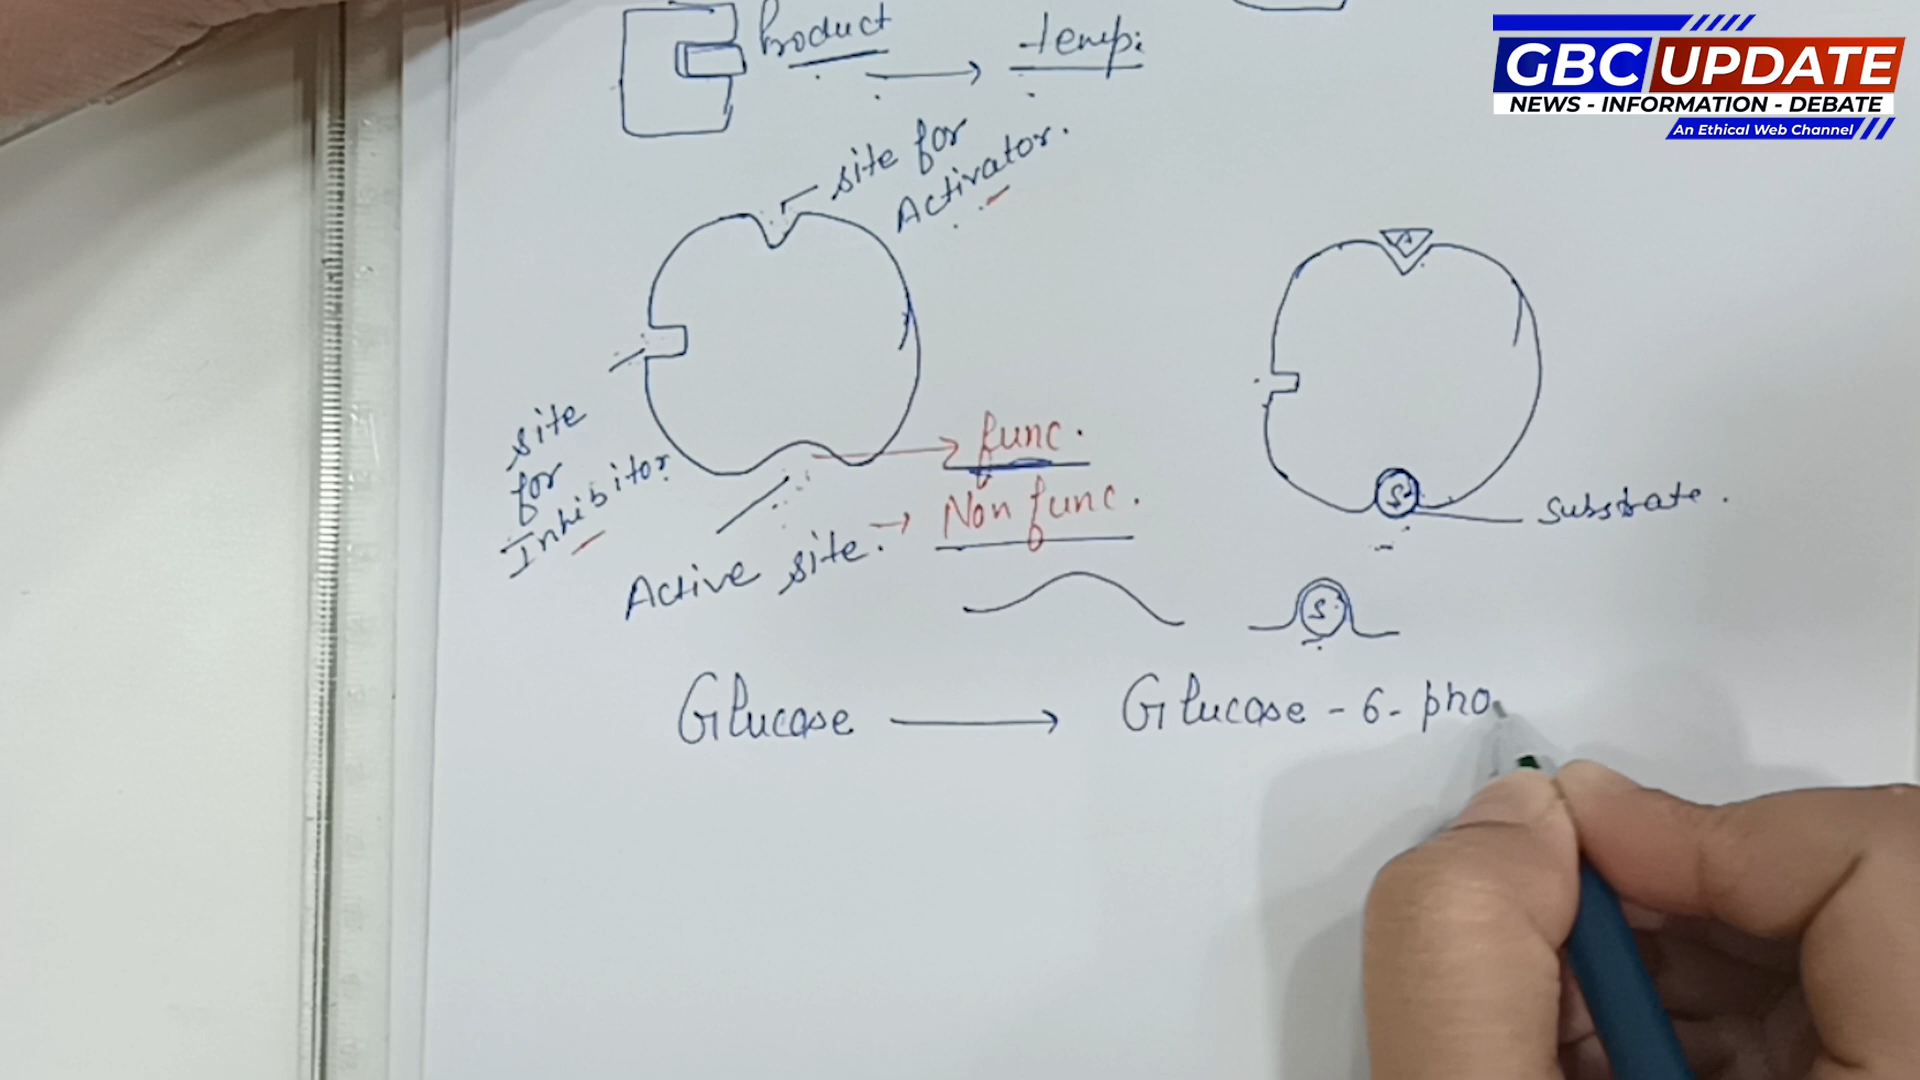 GBC UPDATE
NEWS - INFORMATION - DEBATE
An Ethical Web Channel
Product → temp:
site for
Activator.
A
site
for
Inhibitor.
func.
Active site. → Non func.
S
Substrate.
S
Glucose → Glucose - 6 - pho